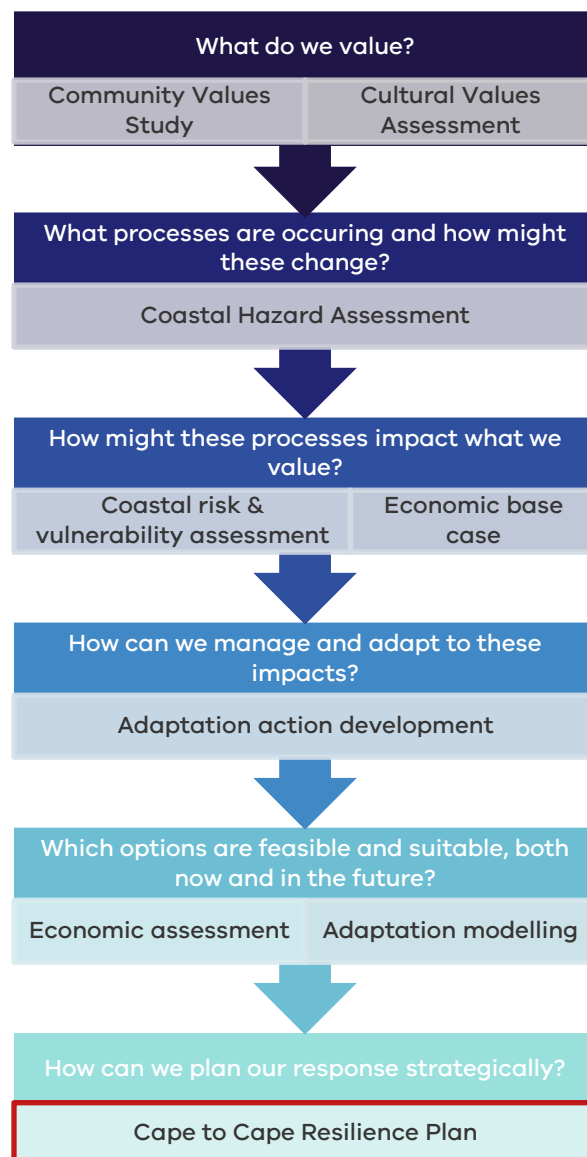 What do we value?
Community Values
Study
Cultural Values
Assessment
What processes are occuring and how might
these change?
Coastal Hazard Assessment
How might these processes impact what we
value?
Coastal risk &
vulnerability assessment
Economic base
case
How can we manage and adapt to these
impacts?
Adaptation action development
Which options are feasible and suitable, both
now and in the future?
Economic assessment
Adaptation modelling
How can we plan our response strategically?
Cape to Cape Resilience Plan